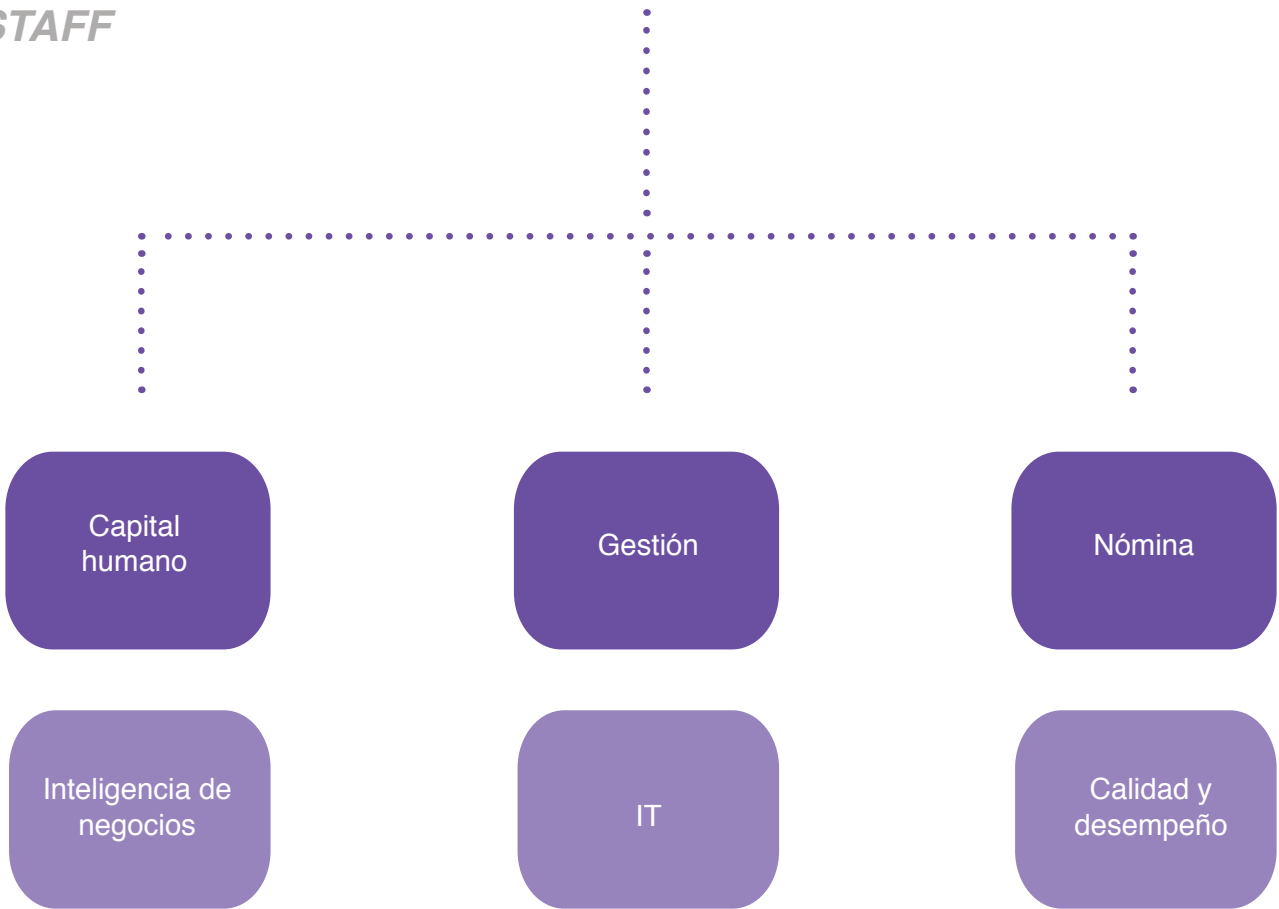 STAFF
Capital
humano
Gestión
Nómina
Inteligencia de
negocios
IT
Calidad y
desempeño